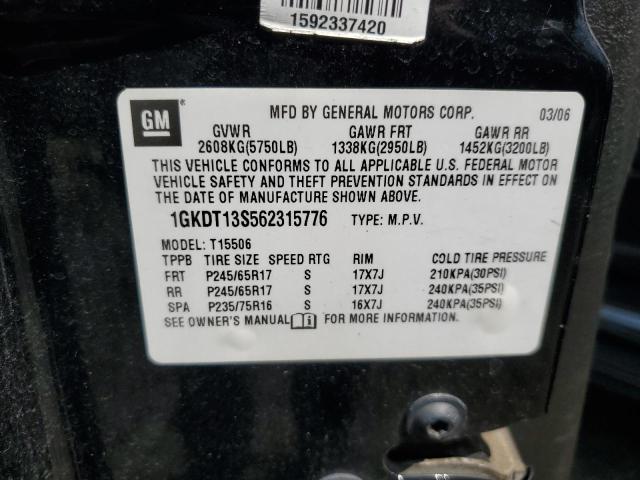 1592337420
GM
MFD BY GENERAL MOTORS CORP. 03/06
GVWR GAWR FRT GAWR RR
2608KG(5750LB) 1338KG(2950LB) 1452KG(3200LB)
THIS VEHICLE CONFORMS TO ALL APPLICABLE U.S. FEDERAL MOTOR
VEHICLE SAFETY AND THEFT PREVENTION STANDARDS IN EFFECT ON
THE DATE OF MANUFACTURE SHOWN ABOVE.
1GKDT13S562315776 TYPE: M.P.V.
MODEL: T15506
TPPB TIRE SIZE SPEED RTG RIM COLD TIRE PRESSURE
FRT P245/65R17 S 17X7J 210KPA(30PSI)
RR P245/65R17 S 17X7J 240KPA(35PSI)
SPA P235/75R16 S 16X7J 240KPA(35PSI)
SEE OWNER'S MANUAL i FOR MORE INFORMATION.